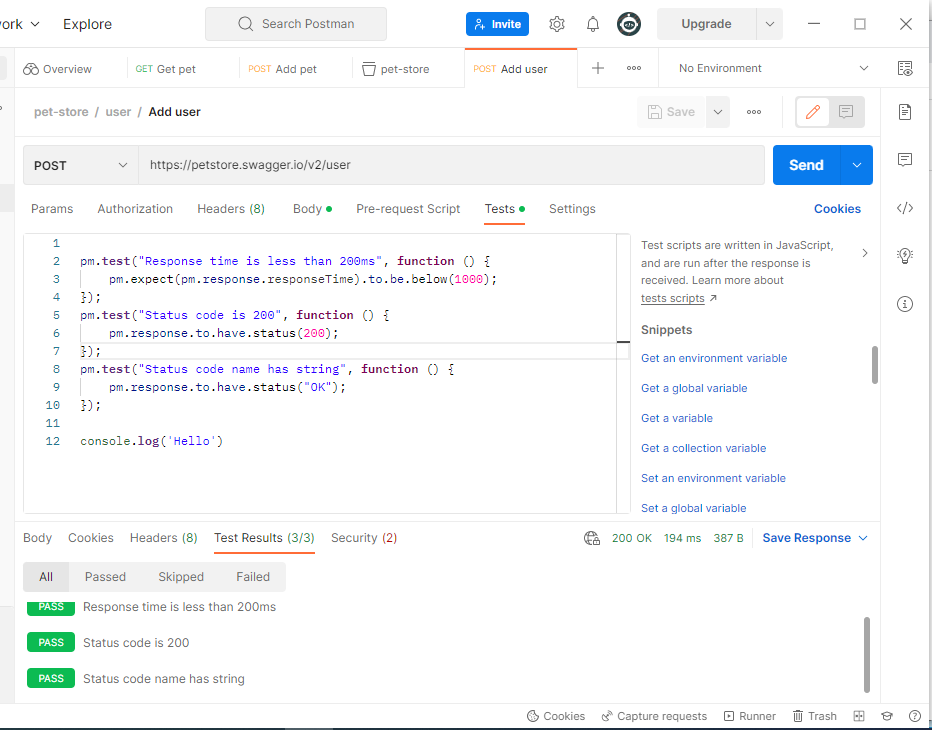 ork Explore Search Postman Invite Upgrade
Overview GET Get pet POST Add pet pet-store POST Add user No Environment
pet-store / user / Add user Save
POST https://petstore.swagger.io/v2/user Send
Params Authorization Headers (8) Body Pre-request Script Tests Settings Cookies
1
2 pm.test("Response time is less than 200ms", function () {
3 pm.expect(pm.response.responseTime).to.be.below(1000);
4 });
5 pm.test("Status code is 200", function () {
6 pm.response.to.have.status(200);
7 });
8 pm.test("Status code name has string", function () {
9 pm.response.to.have.status("OK");
10 });
11
12 console.log('Hello')
Test scripts are written in JavaScript,
and are run after the response is
received. Learn more about
tests scripts
Snippets
Get an environment variable
Get a global variable
Get a variable
Get a collection variable
Set an environment variable
Set a global variable
Body Cookies Headers (8) Test Results (3/3) Security (2) 200 OK 194 ms 387 B Save Response
All Passed Skipped Failed
PASS Response time is less than 200ms
PASS Status code is 200
PASS Status code name has string
Cookies Capture requests Runner Trash